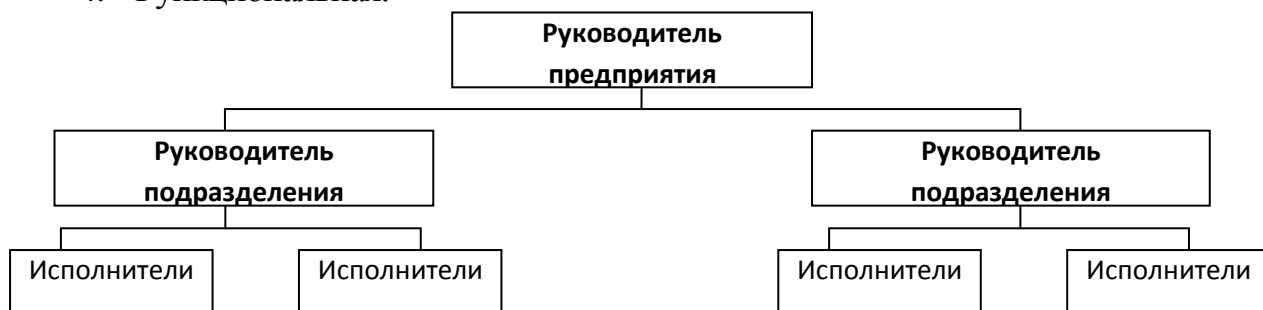 Руководитель
предприятия
Руководитель
подразделения
Руководитель
подразделения
Исполнители
Исполнители
Исполнители
Исполнители